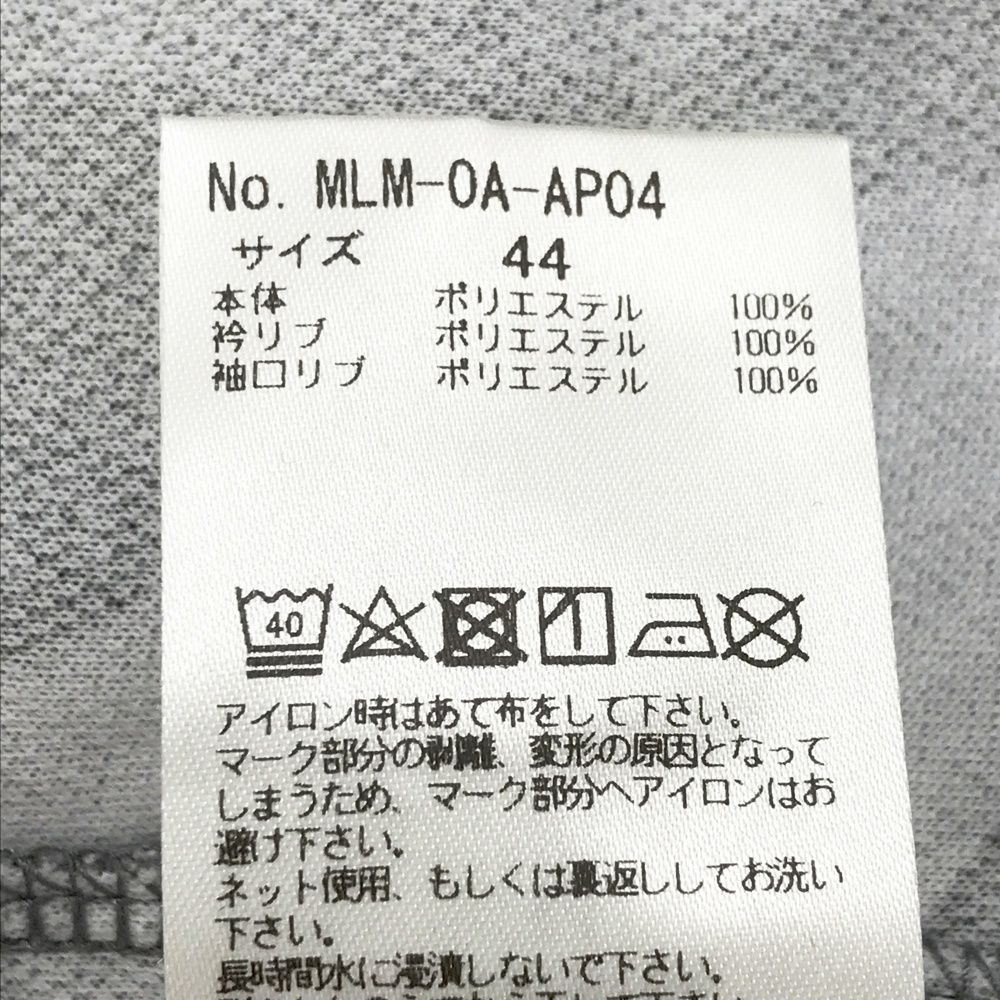 No. MLM-OA-AP04
サイズ 44
本体 ポリエステル 100%
衿リブ ポリエステル 100%
袖口リブ ポリエステル 100%
40
アイロン時はあて布をして下さい。
マーク部分の剥離、変形の原因となって
しまうため、マーク部分へアイロンはお
避け下さい。
ネット使用、もしくは裏返ししてお洗い
下さい。
長時間水に浸漬しないで下さい。